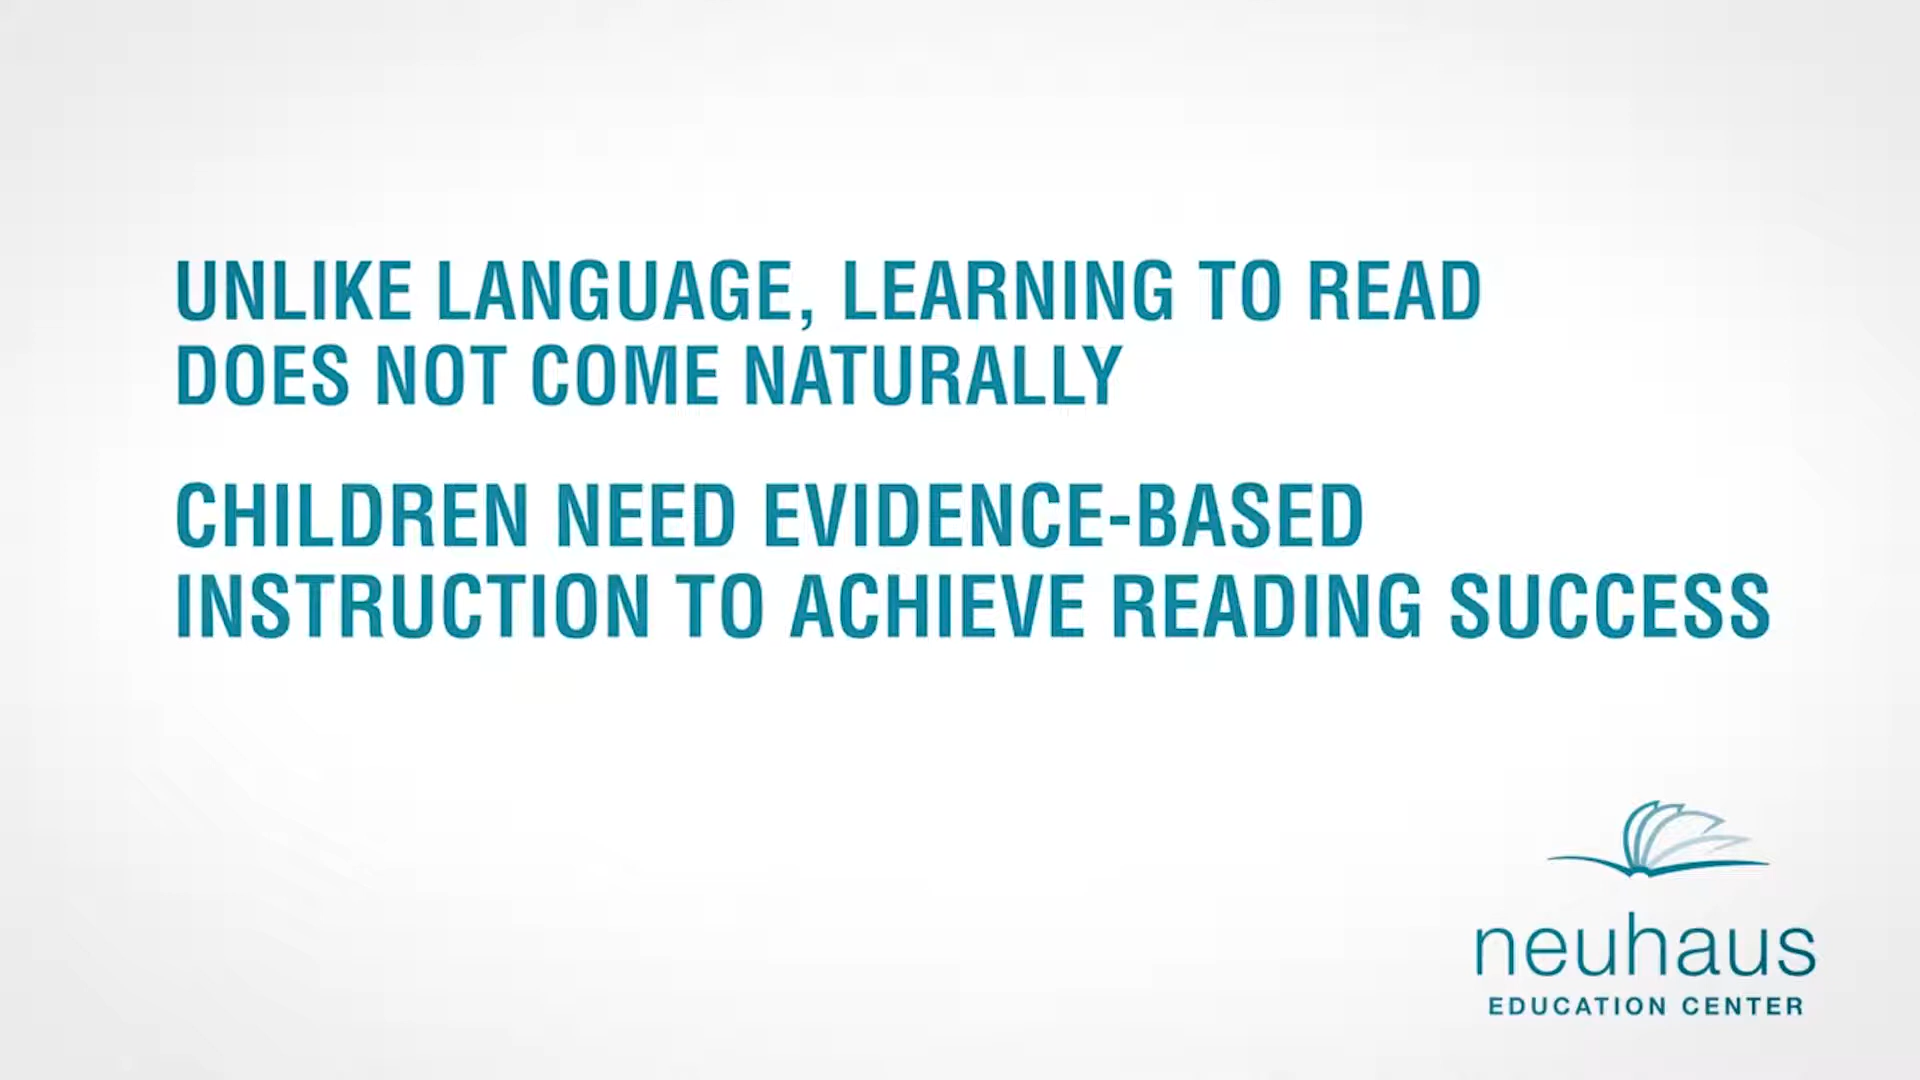 UNLIKE LANGUAGE, LEARNING TO READ
DOES NOT COME NATURALLY
CHILDREN NEED EVIDENCE-BASED
INSTRUCTION TO ACHIEVE READING SUCCESS
neuhaus
EDUCATION CENTER